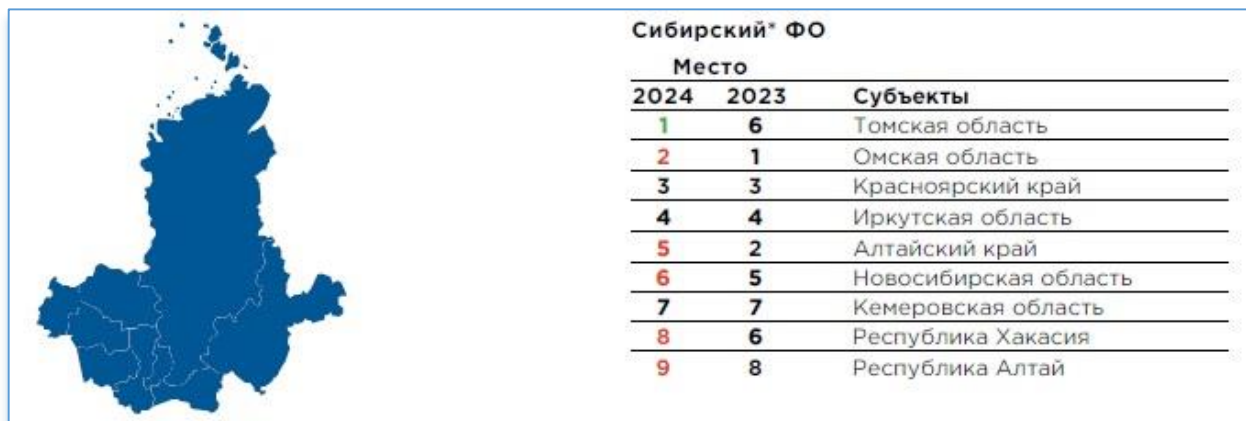 Сибирский* ФО
Место
2024 2023 Субъекты
1 6 Томская область
2 1 Омская область
3 3 Красноярский край
4 4 Иркутская область
5 2 Алтайский край
6 5 Новосибирская область
7 7 Кемеровская область
8 6 Республика Хакасия
9 8 Республика Алтай